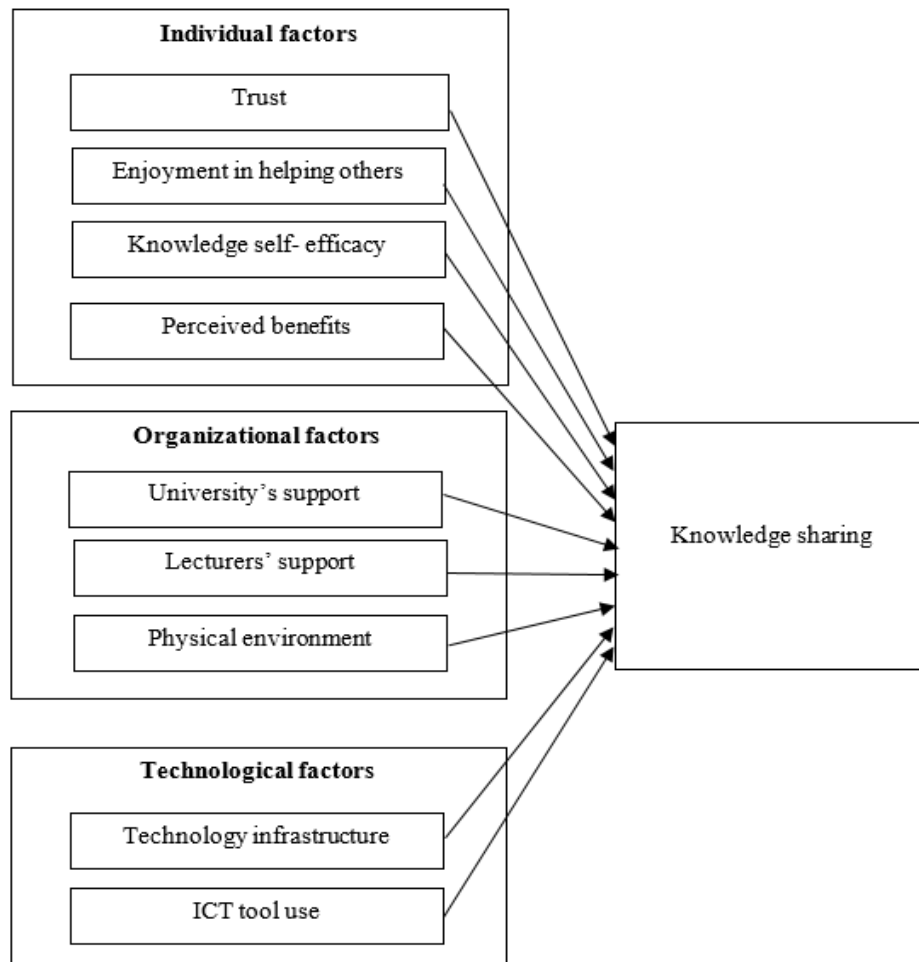 Individual factors
Trust
Enjoyment in helping others
Knowledge self- efficacy
Perceived benefits
Organizational factors
University’s support
Lecturers’ support
Physical environment
Knowledge sharing
Technological factors
Technology infrastructure
ICT tool use